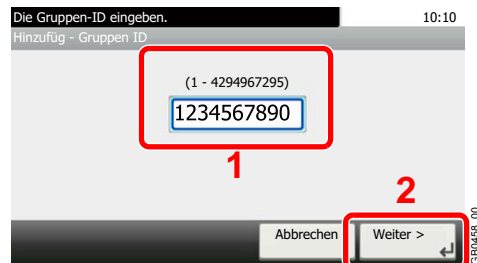 Die Gruppen-ID eingeben.
10:10
Hinzufüg - Gruppen ID
(1 - 4294967295)
1234567890
1
2
Abbrechen
Weiter >
GB0458_00